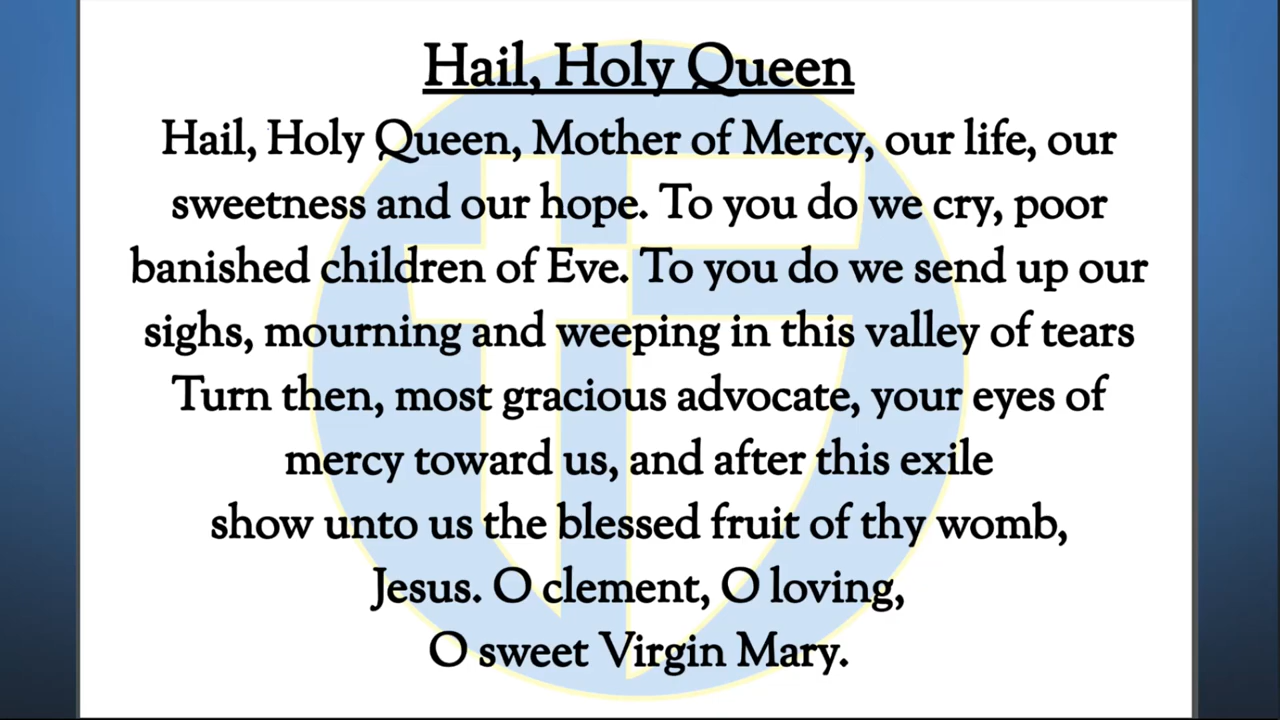 Hail, Holy Queen
Hail, Holy Queen, Mother of Mercy, our life, our
sweetness and our hope. To you do we cry, poor
banished children of Eve. To you do we send up our
sighs, mourning and weeping in this valley of tears
Turn then, most gracious advocate, your eyes of
mercy toward us, and after this exile
show unto us the blessed fruit of thy womb,
Jesus. O clement, O loving,
O sweet Virgin Mary.